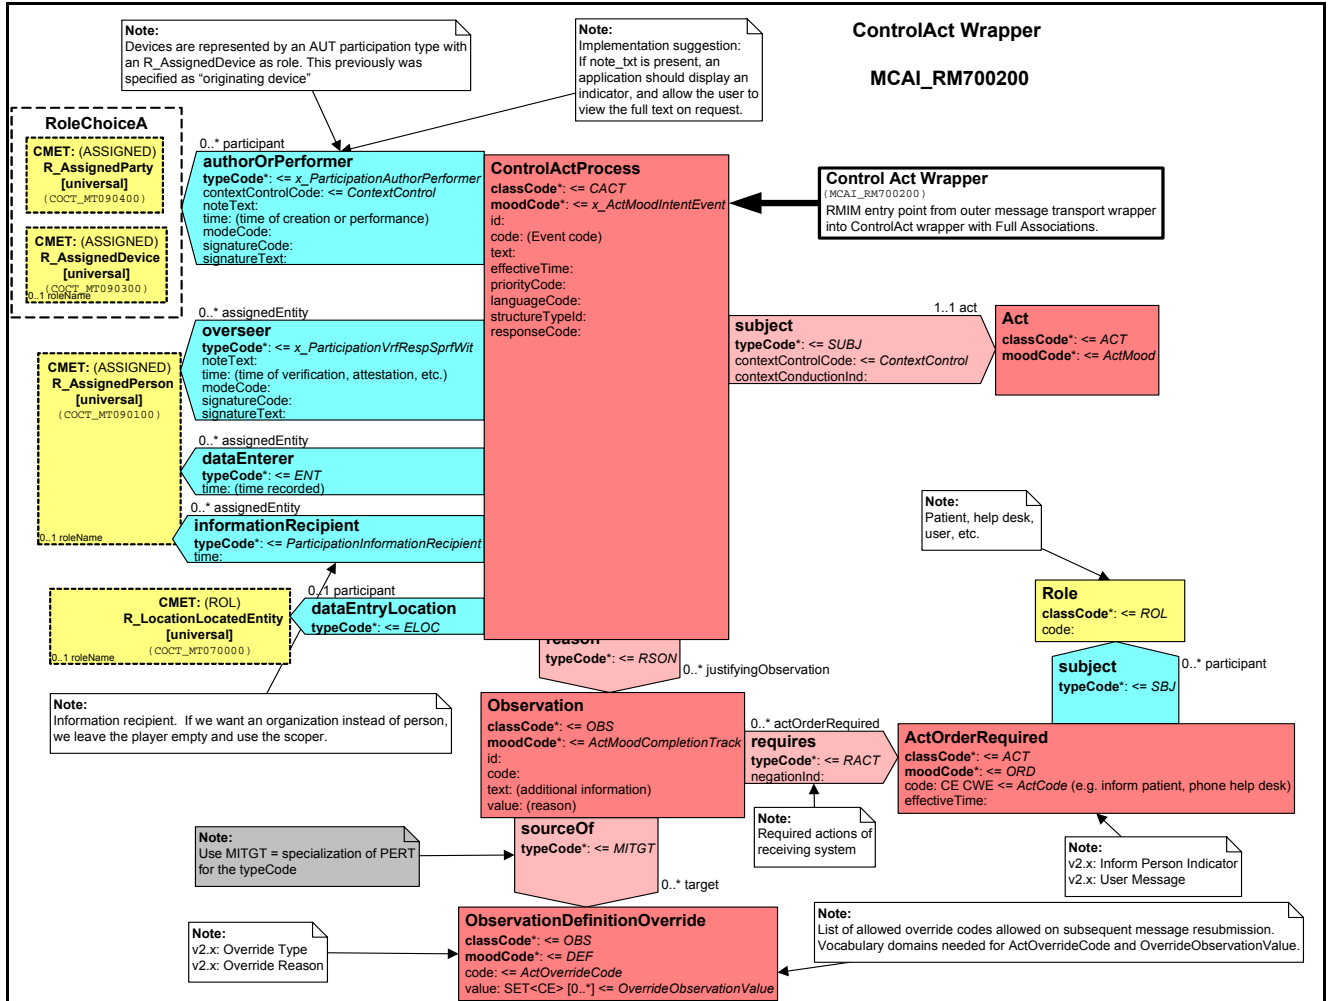 ControlAct Wrapper
MCAI_RM700200
Note:
Devices are represented by an AUT participation type with
an R_AssignedDevice as role. This previously was
specified as “originating device”
Note:
Implementation suggestion:
If note_txt is present, an
application should display an
indicator, and allow the user to
view the full text on request.
RoleChoiceA
CMET: (ASSIGNED)
R_AssignedParty
[universal]
(COCT_MT090400)
CMET: (ASSIGNED)
R_AssignedDevice
[universal]
(COCT_MT090300)
0..1 roleName
0..* participant
authorOrPerformer
typeCode*: <= x_ParticipationAuthorPerformer
contextControlCode: <= ContextControl
noteText:
time: (time of creation or performance)
modeCode:
signatureCode:
signatureText:
ControlActProcess
classCode*: <= CACT
moodCode*: <= x_ActMoodIntentEvent
id:
code: (Event code)
text:
effectiveTime:
priorityCode:
languageCode:
structureTypeId:
responseCode:
Control Act Wrapper
(MCAI_RM700200)
RMIM entry point from outer message transport wrapper
into ControlAct wrapper with Full Associations.
0..* assignedEntity
overseer
typeCode*: <= x_ParticipationVrfRespSprfWit
noteText:
time: (time of verification, attestation, etc.)
modeCode:
signatureCode:
signatureText:
1..1 act
subject
typeCode*: <= SUBJ
contextControlCode: <= ContextControl
contextConductionInd:
Act
classCode*: <= ACT
moodCode*: <= ActMood
CMET: (ASSIGNED)
R_AssignedPerson
[universal]
(COCT_MT090100)
0..1 roleName
0..* assignedEntity
dataEnterer
typeCode*: <= ENT
time: (time recorded)
0..* assignedEntity
informationRecipient
typeCode*: <= ParticipationInformationRecipient
time:
0..1 participant
dataEntryLocation
typeCode*: <= ELOC
CMET: (ROL)
R_LocationLocatedEntity
[universal]
(COCT_MT070000)
0..1 roleName
Note:
Information recipient. If we want an organization instead of person,
we leave the player empty and use the scoper.
reason
typeCode*: <= RSON
0..* justifyingObservation
Note:
Patient, help desk,
user, etc.
Role
classCode*: <= ROL
code:
subject
typeCode*: <= SBJ
0..* participant
Observation
classCode*: <= OBS
moodCode*: <= ActMoodCompletionTrack
id:
code:
text: (additional information)
value: (reason)
0..* actOrderRequired
requires
typeCode*: <= RACT
negationInd:
ActOrderRequired
classCode*: <= ACT
moodCode*: <= ORD
code: CE CWE <= ActCode (e.g. inform patient, phone help desk)
effectiveTime:
Note:
Required actions of
receiving system
Note:
v2.x: Inform Person Indicator
v2.x: User Message
Note:
Use MITGT = specialization of PERT
for the typeCode
sourceOf
typeCode*: <= MITGT
0..* target
Note:
v2.x: Override Type
v2.x: Override Reason
ObservationDefinitionOverride
classCode*: <= OBS
moodCode*: <= DEF
code: <= ActOverrideCode
value: SET<CE> [0..*] <= OverrideObservationValue
Note:
List of allowed override codes allowed on subsequent message resubmission.
Vocabulary domains needed for ActOverrideCode and OverrideObservationValue.